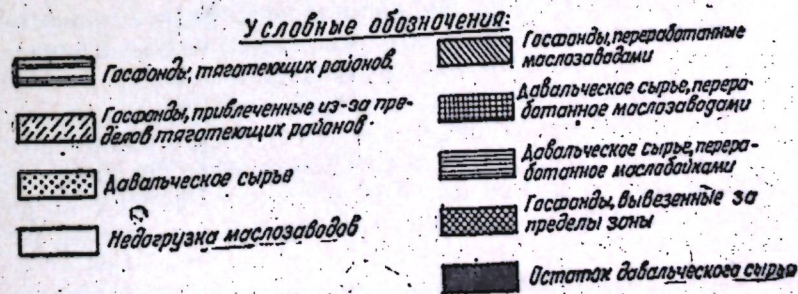 Условные обозначения:
Госфонды, тяготеющих районов.
Госфонды, привлеченные из-за пре-
делов тяготеющих районов
Давальческое сырье
Недогрузка маслозаводов
Госфонды, переработанные
маслозаводами
Давальческое сырье, перера-
ботанное маслозаводами
Давальческое сырье, перера-
ботанное маслобойками
Госфонды, вывезенные за
пределы зоны
Остаток давальческого сырья